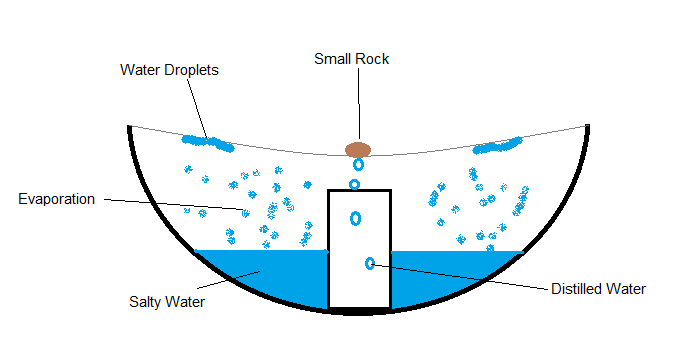 Small Rock
Water Droplets
Evaporation
Salty Water
Distilled Water